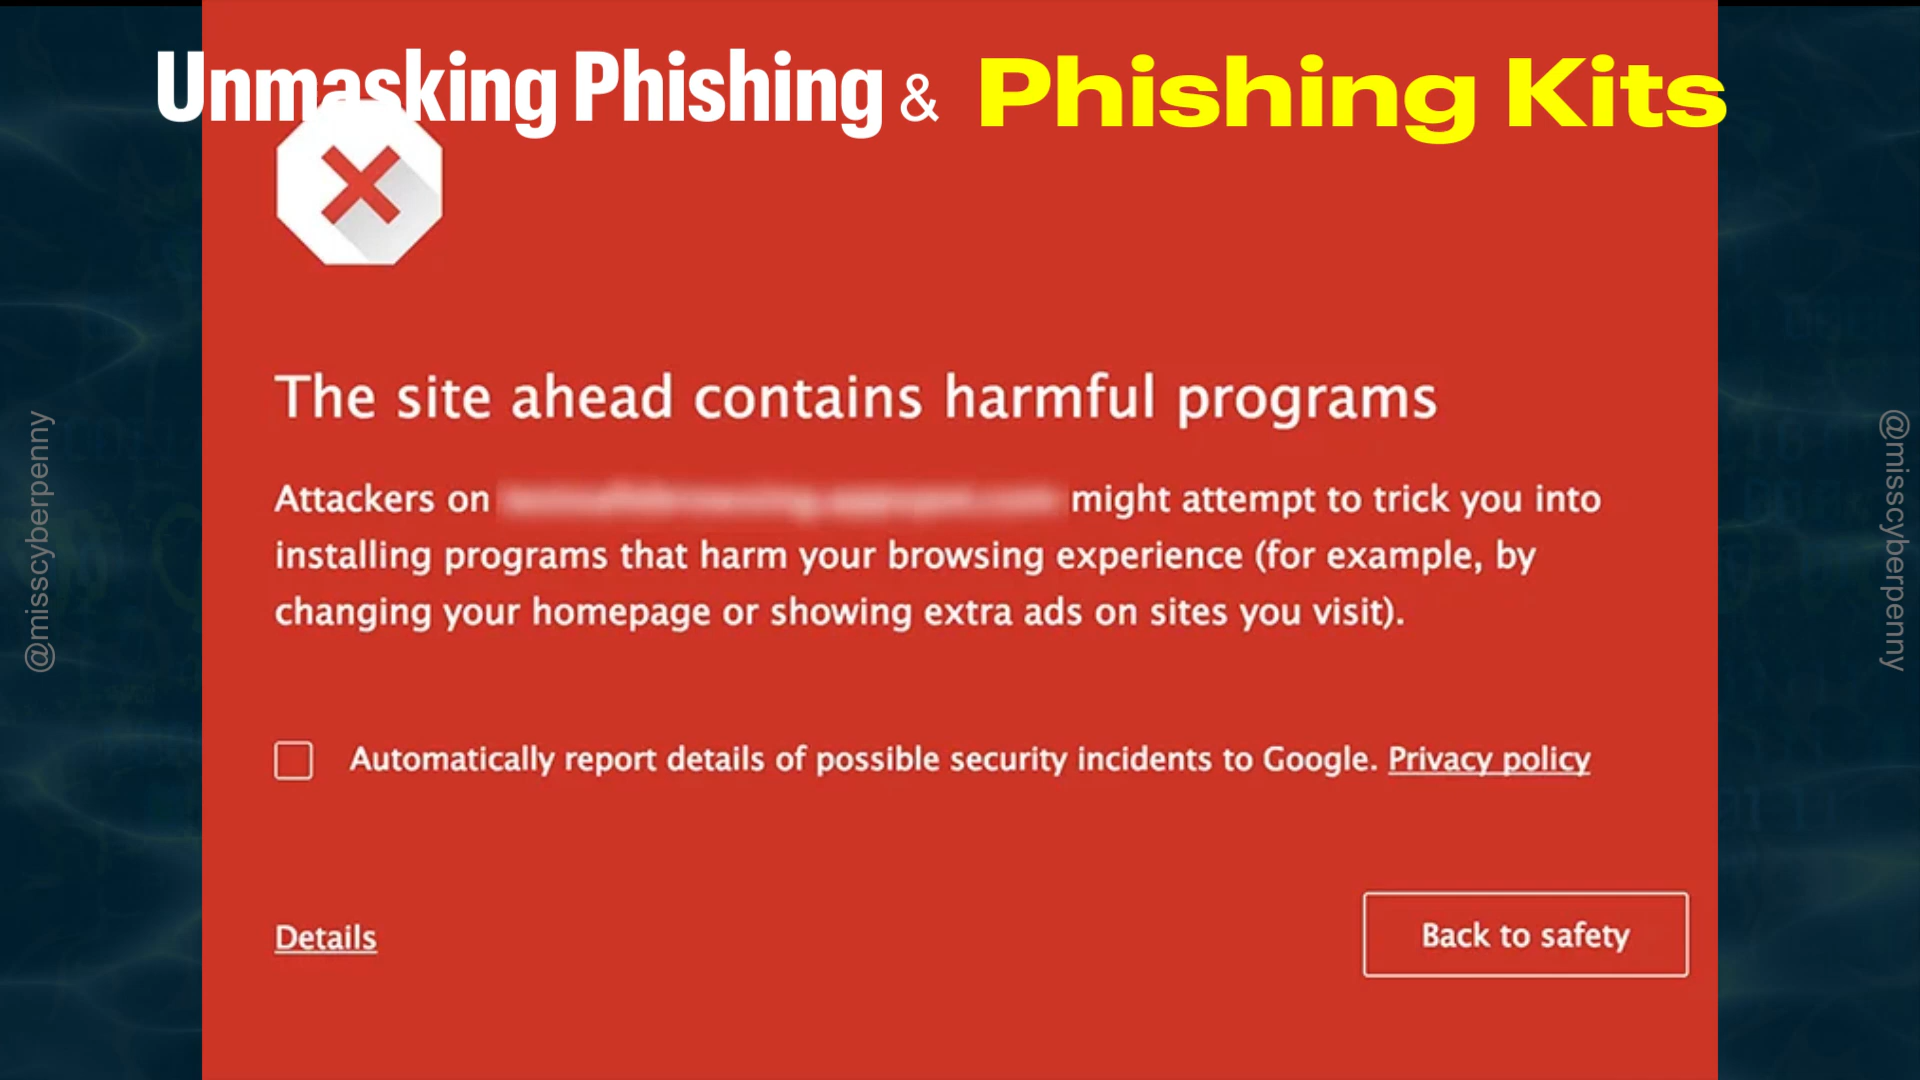 Unmasking Phishing & Phishing Kits
The site ahead contains harmful programs
Attackers on might attempt to trick you into
installing programs that harm your browsing experience (for example, by
changing your homepage or showing extra ads on sites you visit).
Automatically report details of possible security incidents to Google. Privacy policy
Details
Back to safety
@misscyberpenny
@misscyberpenny